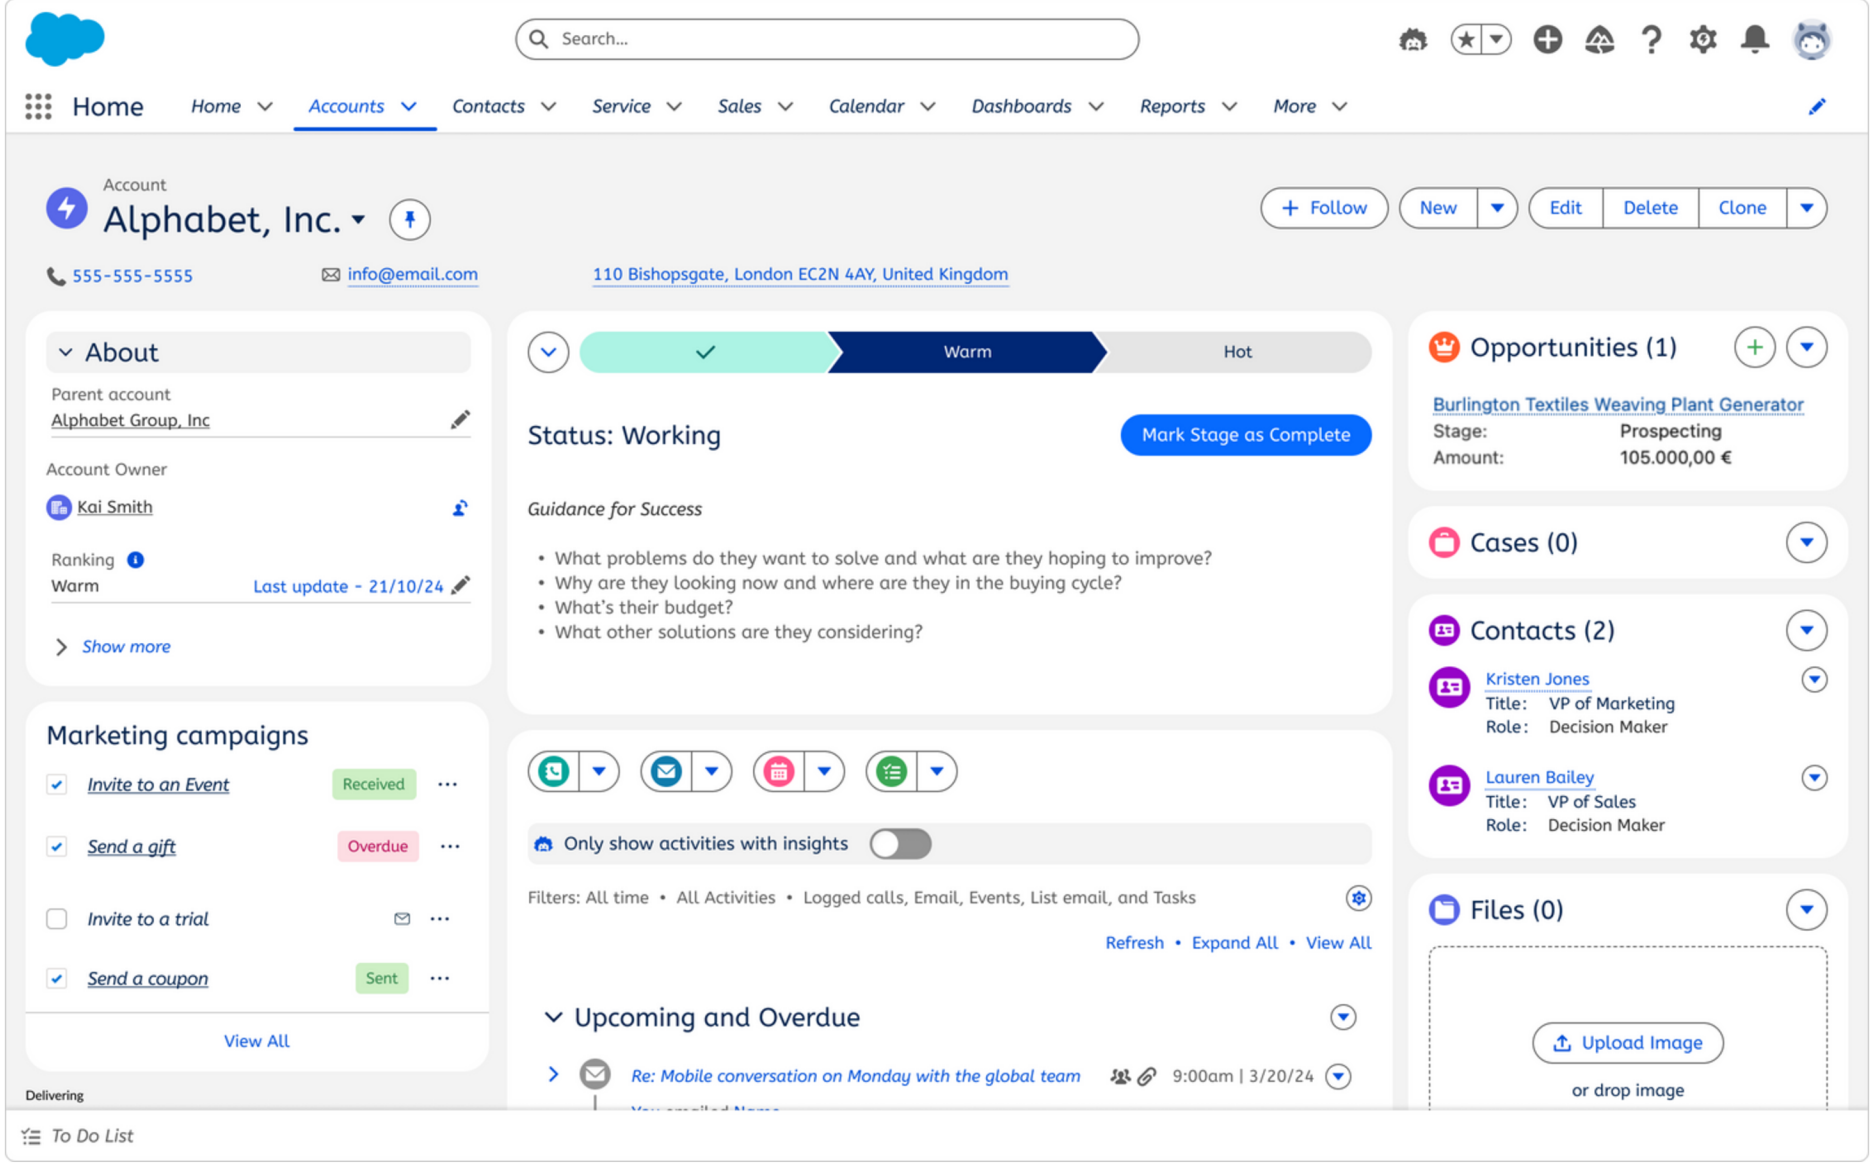 Search...
Home
Home
Accounts
Contacts
Service
Sales
Calendar
Dashboards
Reports
More
Account
Alphabet, Inc.
+ Follow
New
Edit
Delete
Clone
555-555-5555
info@email.com
110 Bishopsgate, London EC2N 4AY, United Kingdom
About
Parent account
Alphabet Group, Inc
Account Owner
Kai Smith
Ranking
Warm
Last update - 21/10/24
Show more
Marketing campaigns
Invite to an Event
Received
Send a gift
Overdue
Invite to a trial
Send a coupon
Sent
View All
Delivering
Warm
Hot
Status: Working
Mark Stage as Complete
Guidance for Success
• What problems do they want to solve and what are they hoping to improve?
• Why are they looking now and where are they in the buying cycle?
• What's their budget?
• What other solutions are they considering?
Only show activities with insights
Filters: All time • All Activities • Logged calls, Email, Events, List email, and Tasks
Refresh • Expand All • View All
Upcoming and Overdue
Re: Mobile conversation on Monday with the global team
9:00am | 3/20/24
You emailed Name
Opportunities (1)
Burlington Textiles Weaving Plant Generator
Stage: Prospecting
Amount: 105.000,00 €
Cases (0)
Contacts (2)
Kristen Jones
Title: VP of Marketing
Role: Decision Maker
Lauren Bailey
Title: VP of Sales
Role: Decision Maker
Files (0)
Upload Image
or drop image
To Do List